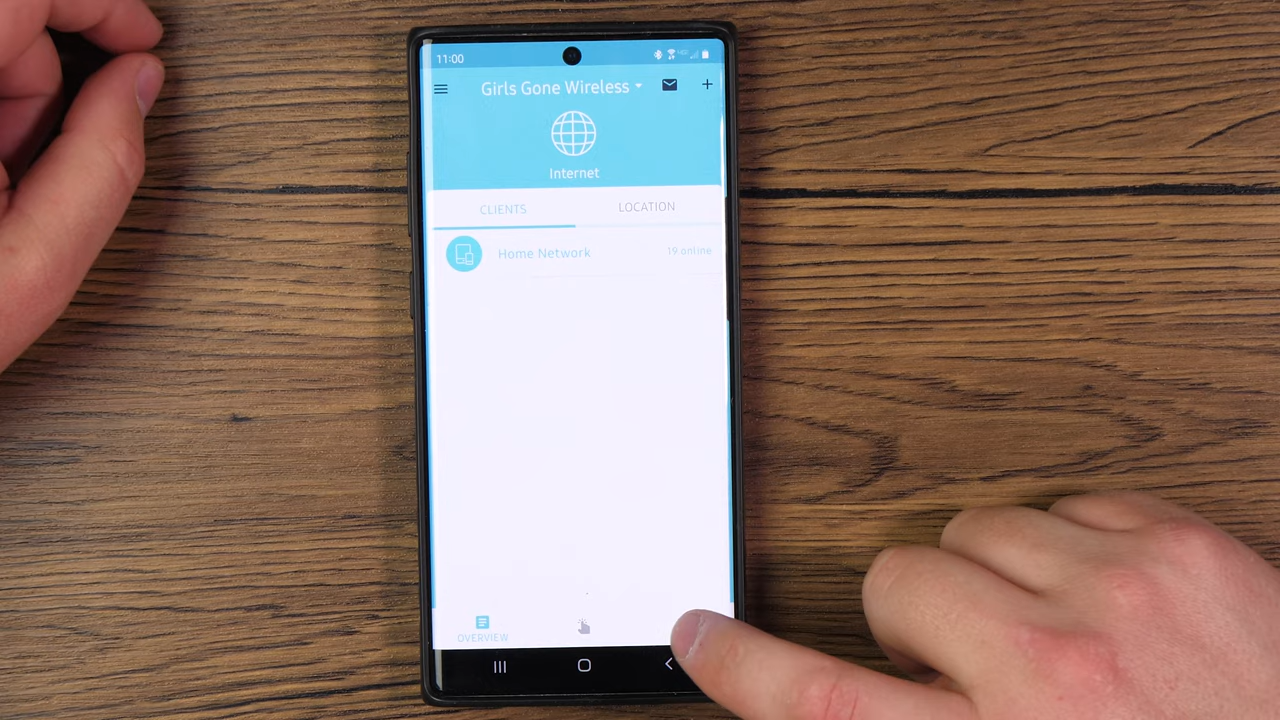 11:00
Girls Gone Wireless
Internet
CLIENTS
LOCATION
Home Network
19 online
OVERVIEW